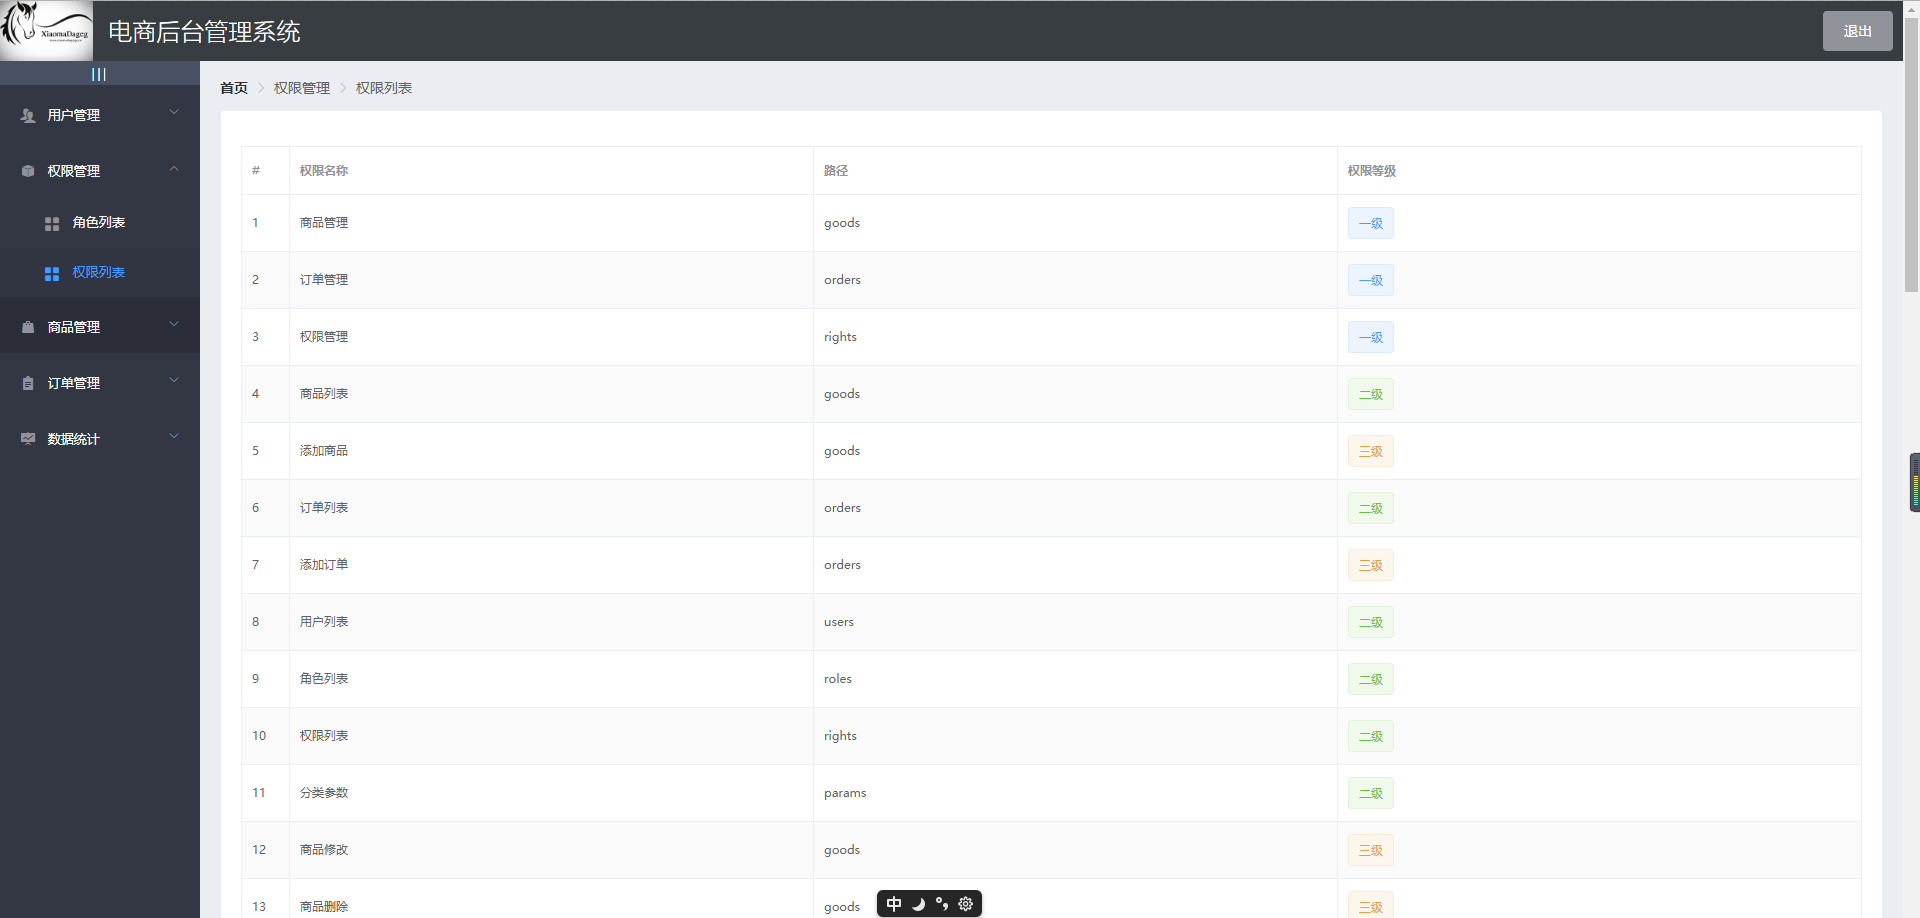 XiaomaDageg
电商后台管理系统
退出
|||
首页 权限管理 权限列表
用户管理
权限管理
角色列表
权限列表
商品管理
订单管理
数据统计
# 权限名称 路径 权限等级
1 商品管理 goods 一级
2 订单管理 orders 一级
3 权限管理 rights 一级
4 商品列表 goods 二级
5 添加商品 goods 三级
6 订单列表 orders 二级
7 添加订单 orders 三级
8 用户列表 users 二级
9 角色列表 roles 二级
10 权限列表 rights 二级
11 分类参数 params 二级
12 商品修改 goods 三级
13 商品删除 goods 三级
中 °,